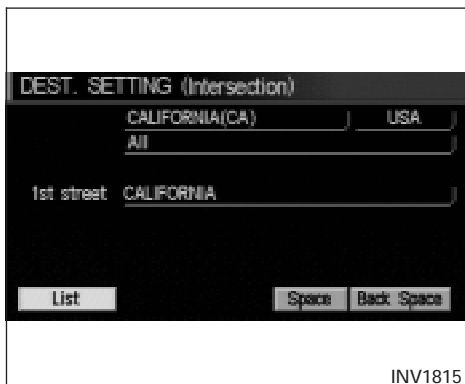 DEST. SETTING (Intersection)
CALIFORNIA(CA) USA
All
1st street CALIFORNIA
List Space Back Space
INV1815